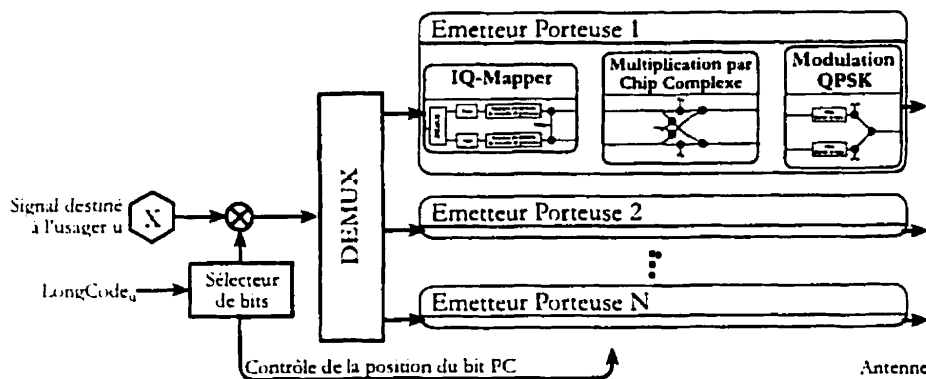 Emetteur Porteuse 1
IQ-Mapper
Multiplication par
Chip Complexe
Modulation
QPSK
DEMUX
Signal destiné
à l'usager u
X
LongCode_u
Sélecteur
de bits
Emetteur Porteuse 2
Emetteur Porteuse N
Contrôle de la position du bit PC
Antenne